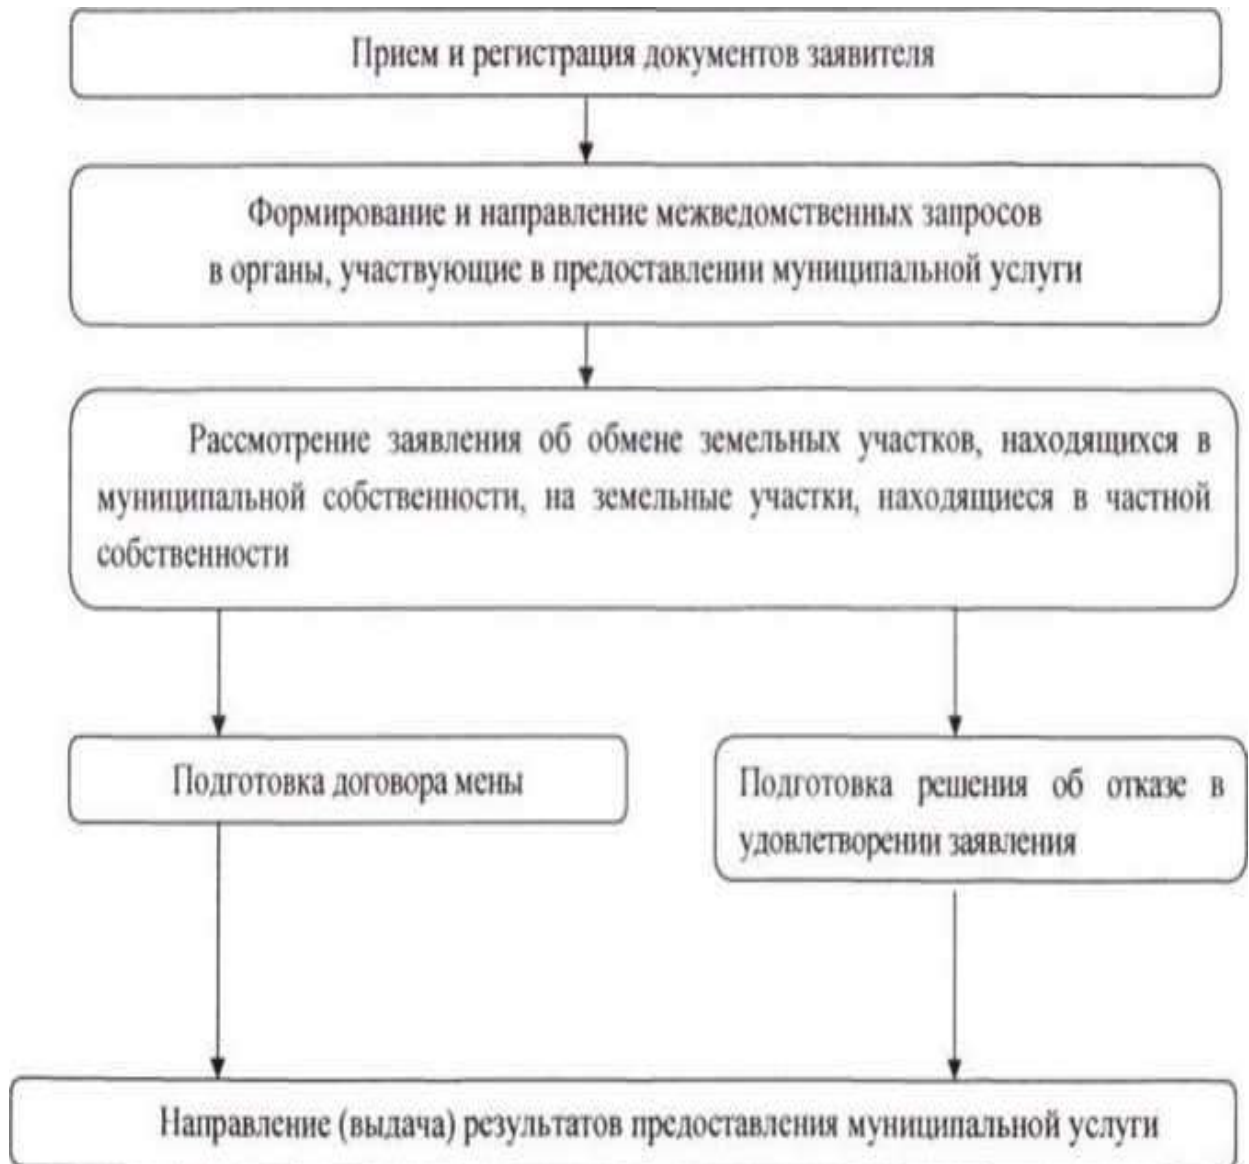 Прием и регистрация документов заявителя
Формирование и направление межведомственных запросов
в органы, участвующие в предоставлении муниципальной услуги
Рассмотрение заявления об обмене земельных участков, находящихся в
муниципальной собственности, на земельные участки, находящиеся в частной
собственности
Подготовка договора мены
Подготовка решения об отказе в
удовлетворении заявления
Направление (выдача) результатов предоставления муниципальной услуги